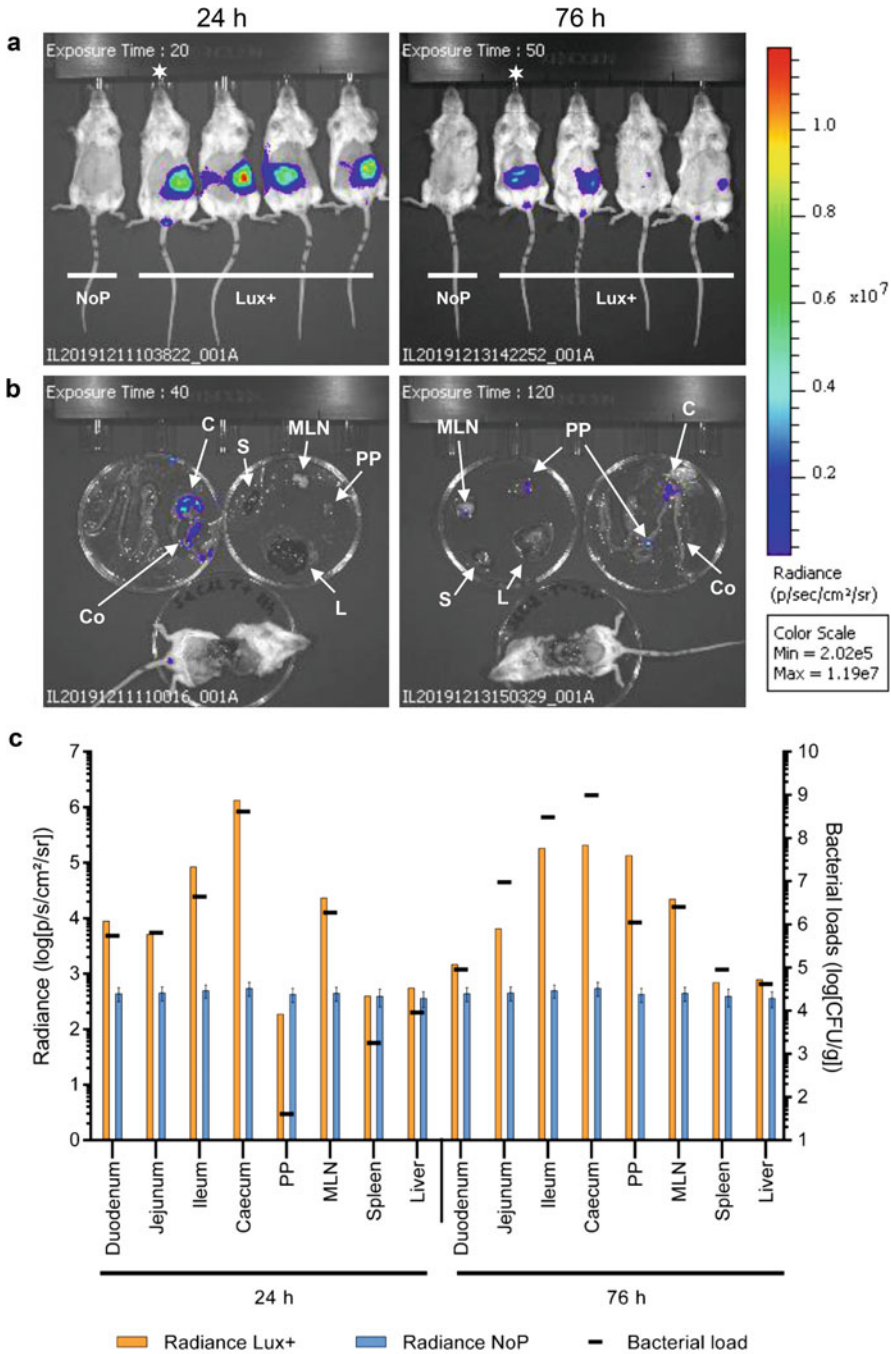 24 h
76 h
a
Exposure Time : 20
NoP
Lux+
IL20191211103822_001A
Exposure Time : 50
NoP
Lux+
IL20191213142252_001A
1.0
0.8
0.6
x10⁷
0.4
0.2
Radiance
(p/sec/cm²/sr)
Color Scale
Min = 2.02e5
Max = 1.19e7
b
Exposure Time : 40
C
S
MLN
PP
Co
L
IL20191211110016_001A
Exposure Time : 120
MLN
PP
C
S
L
Co
IL20191213150329_001A
c
Radiance (log[p/s/cm²/sr])
7
6
5
4
3
2
1
0
Bacterial loads (log[CFU/g])
10
9
8
7
6
5
4
3
2
1
Duodenum
Jejunum
Ileum
Caecum
PP
MLN
Spleen
Liver
Duodenum
Jejunum
Ileum
Caecum
PP
MLN
Spleen
Liver
24 h
76 h
Radiance Lux+
Radiance NoP
Bacterial load